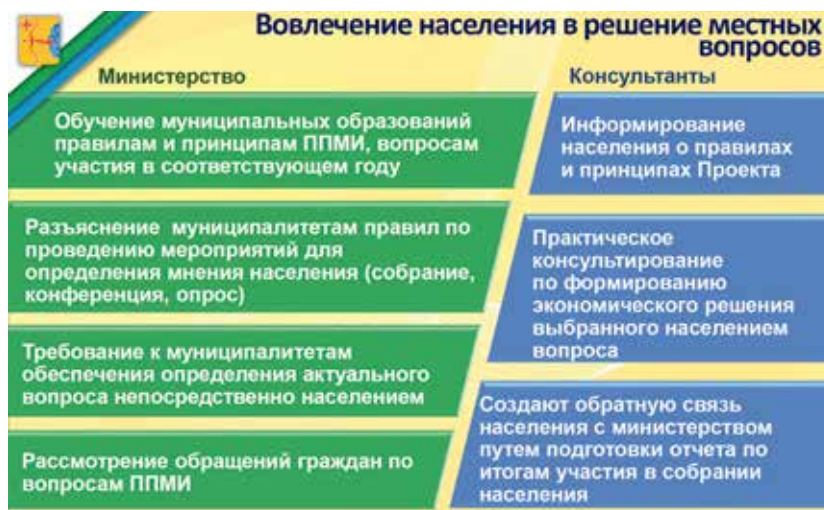 Вовлечение населения в решение местных
вопросов
Министерство
Обучение муниципальных образований
правилам и принципам ППМИ, вопросам
участия в соответствующем году
Разъяснение муниципалитетам правил по
проведению мероприятий для
определения мнения населения (собрание,
конференция, опрос)
Требование к муниципалитетам
обеспечения определения актуального
вопроса непосредственно населением
Рассмотрение обращений граждан по
вопросам ППМИ
Консультанты
Информирование
населения о правилах
и принципах Проекта
Практическое
консультирование
по формированию
экономического решения
выбранного населением
вопроса
Создают обратную связь
населения с министерством
путем подготовки отчета по
итогам участия в собрании
населения